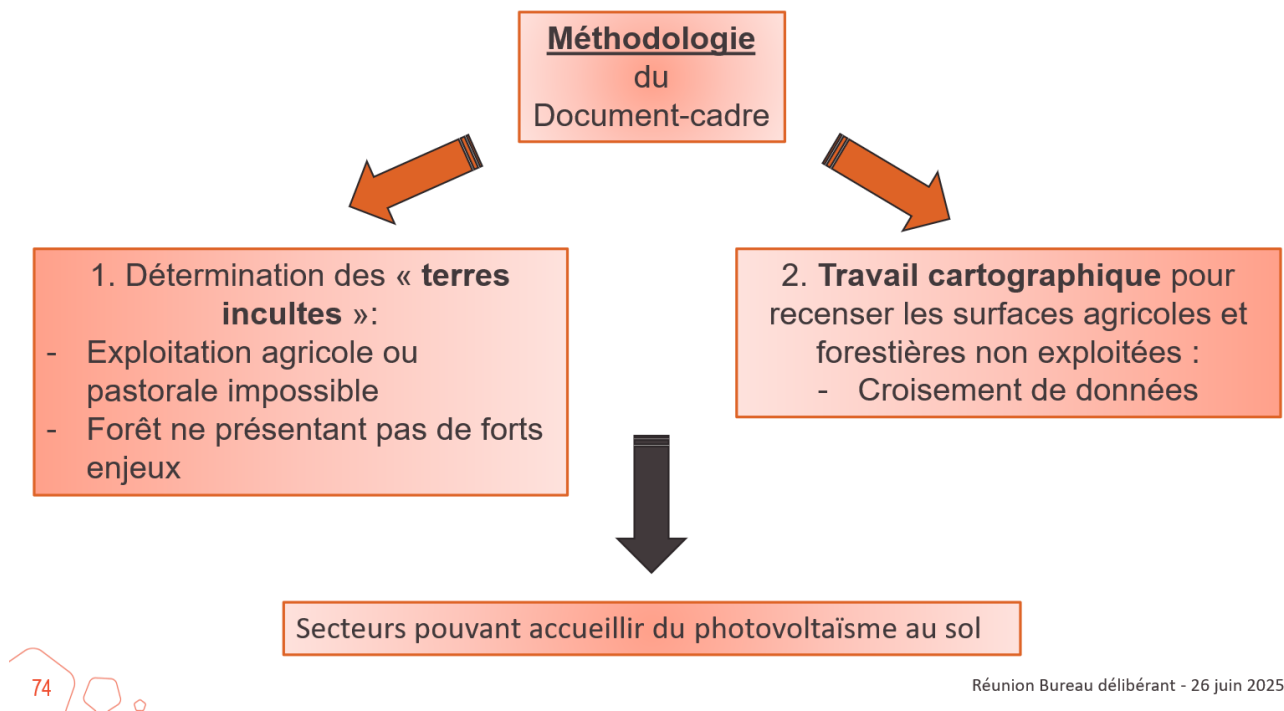 Méthodologie
du
Document-cadre
1. Détermination des « terres
incultes »:
- Exploitation agricole ou
pastorale impossible
- Forêt ne présentant pas de forts
enjeux
2. Travail cartographique pour
recenser les surfaces agricoles et
forestières non exploitées :
- Croisement de données
Secteurs pouvant accueillir du photovoltaïsme au sol
74
Réunion Bureau délibérant - 26 juin 2025